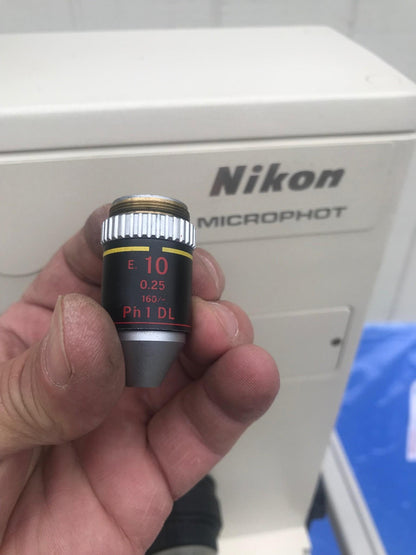 Nikon
MICROPHOT
E. 10
0.25
160/-
Ph1 DL